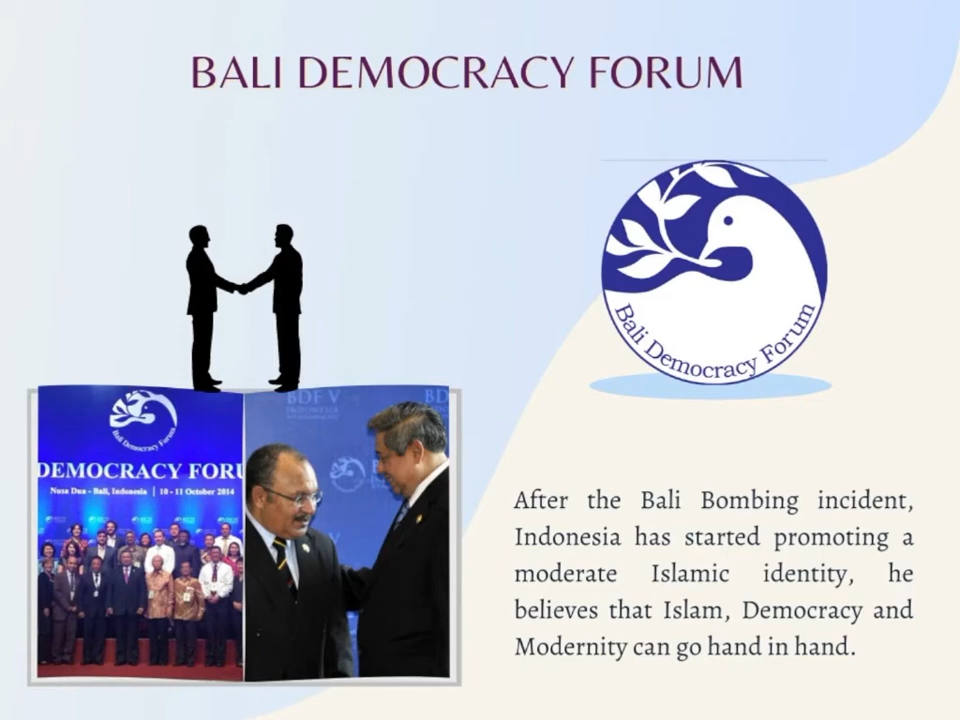 BALI DEMOCRACY FORUM
Bali Democracy Forum
BDF V
BD
Bali Democracy Forum
DEMOCRACY FORU
Nusa Dua - Bali, Indonesia | 10 - 11 October 2014
After the Bali Bombing incident,
Indonesia has started promoting a
moderate Islamic identity, he
believes that Islam, Democracy and
Modernity can go hand in hand.